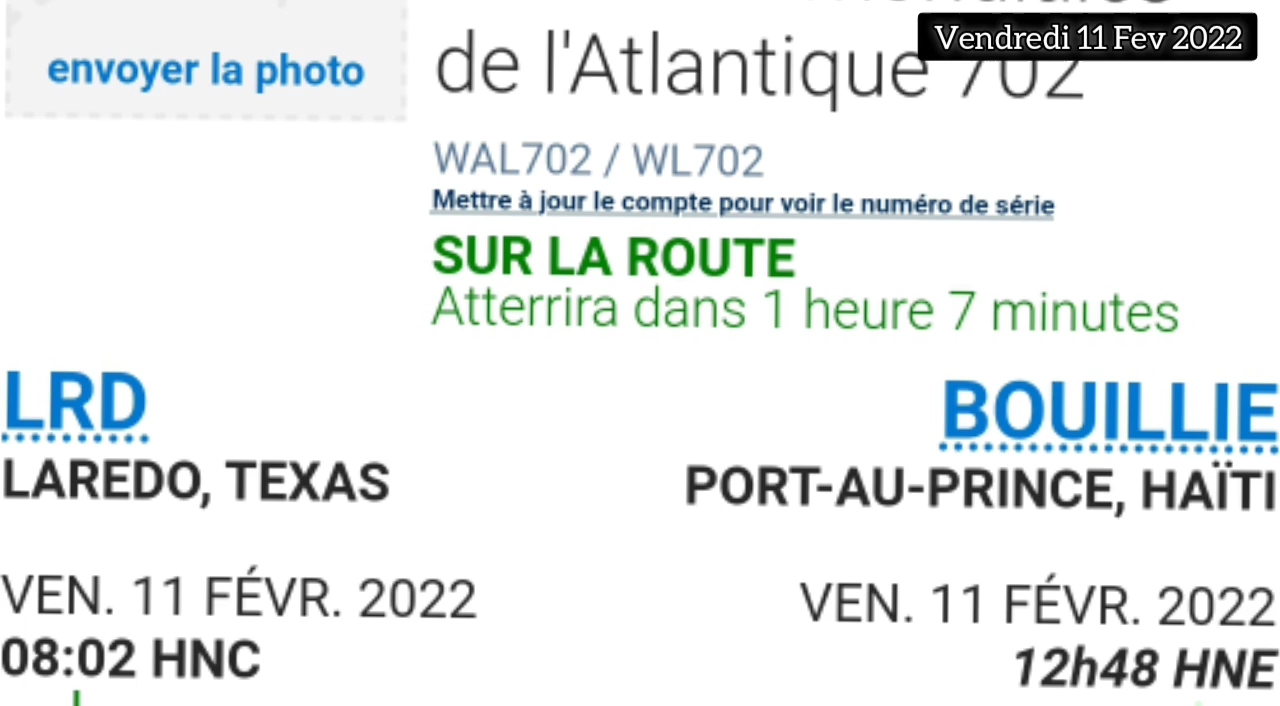 Vendredi 11 Fev 2022
envoyer la photo
de l'Atlantique 702
WAL702 / WL702
Mettre à jour le compte pour voir le numéro de série
SUR LA ROUTE
Atterrira dans 1 heure 7 minutes
LRD
BOUILLIE
LAREDO, TEXAS
PORT-AU-PRINCE, HAÏTI
VEN. 11 FÉVR. 2022
VEN. 11 FÉVR. 2022
08:02 HNC
12h48 HNE